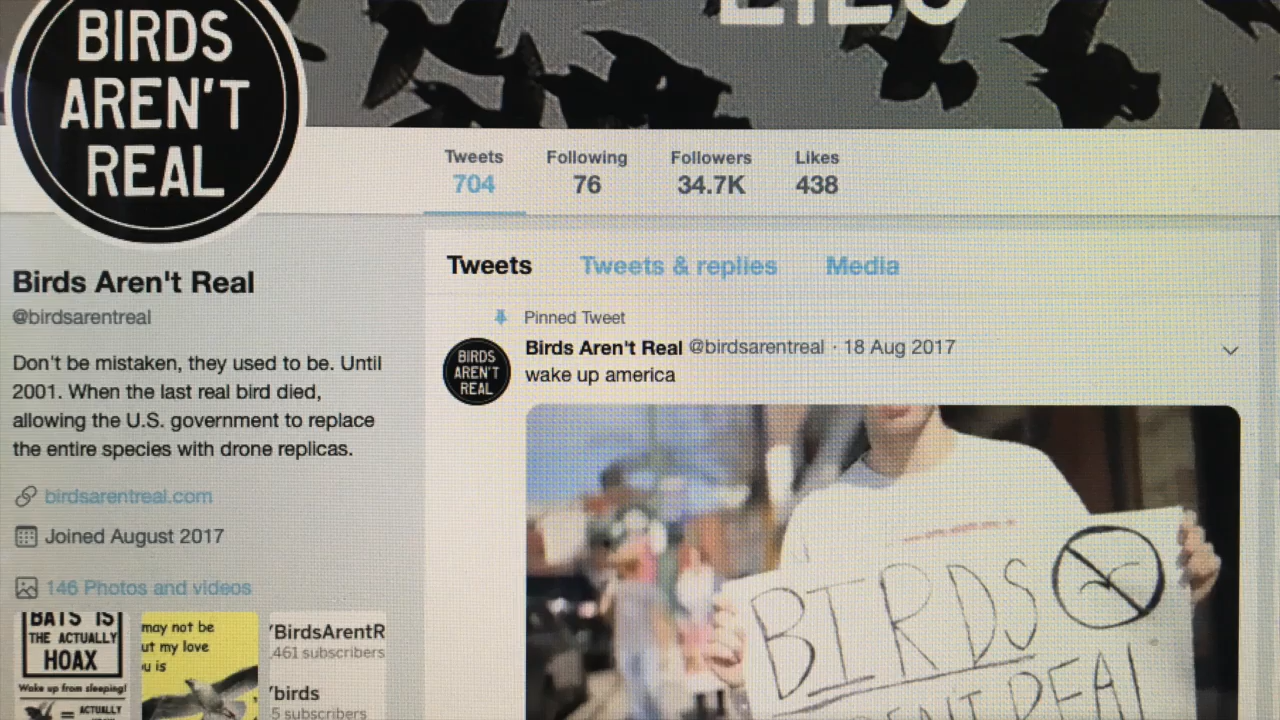 LIES
BIRDS
AREN'T
REAL
Tweets Following Followers Likes
704 76 34.7K 438
Birds Aren't Real
@birdsarentreal
Don't be mistaken, they used to be. Until
2001. When the last real bird died,
allowing the U.S. government to replace
the entire species with drone replicas.
birdsarentreal.com
Joined August 2017
146 Photos and videos
BATS IS
THE ACTUALLY
HOAX
Wake up from sleeping!
= ACTUALLY
may not be
ut my love
u is
/BirdsArentR
461 subscribers
/birds
5 subscribers
Tweets Tweets & replies Media
Pinned Tweet
Birds Aren't Real @birdsarentreal · 18 Aug 2017
wake up america
BIRDS
AREN'T
REAL
BIRDS
ENT REAL